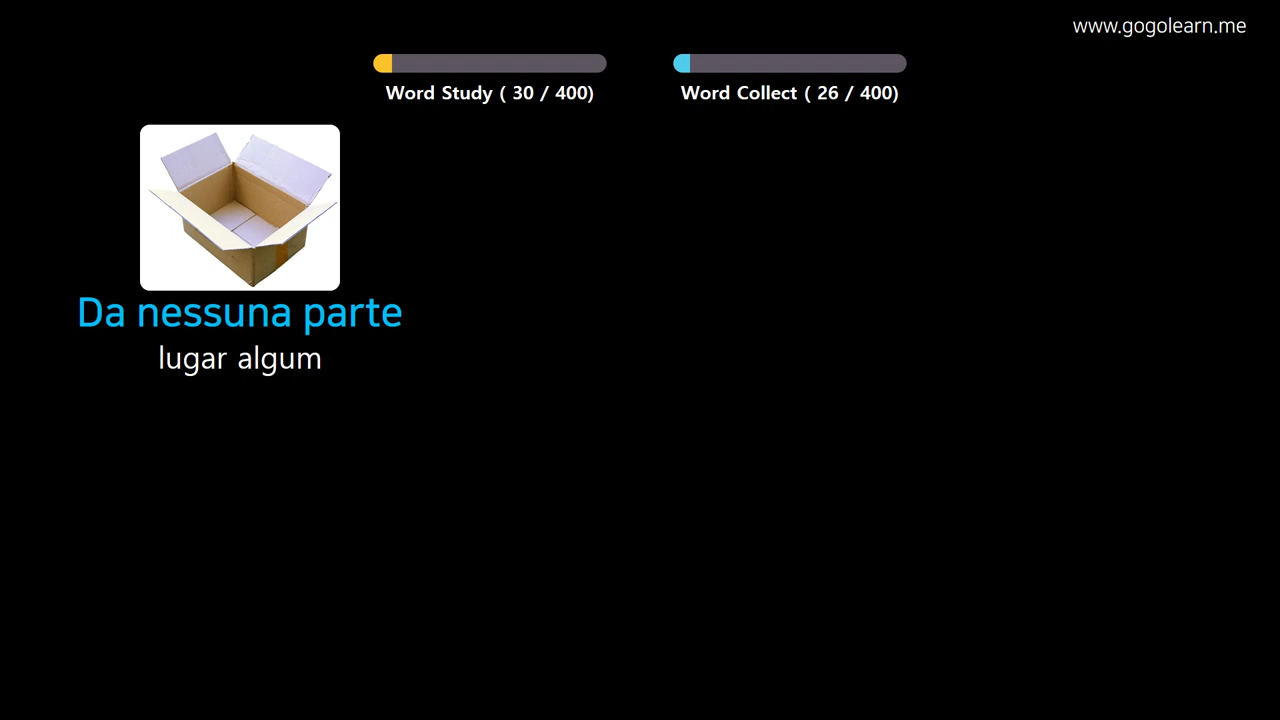 www.gogolearn.me
Word Study ( 30 / 400)
Word Collect ( 26 / 400)
Da nessuna parte
lugar algum